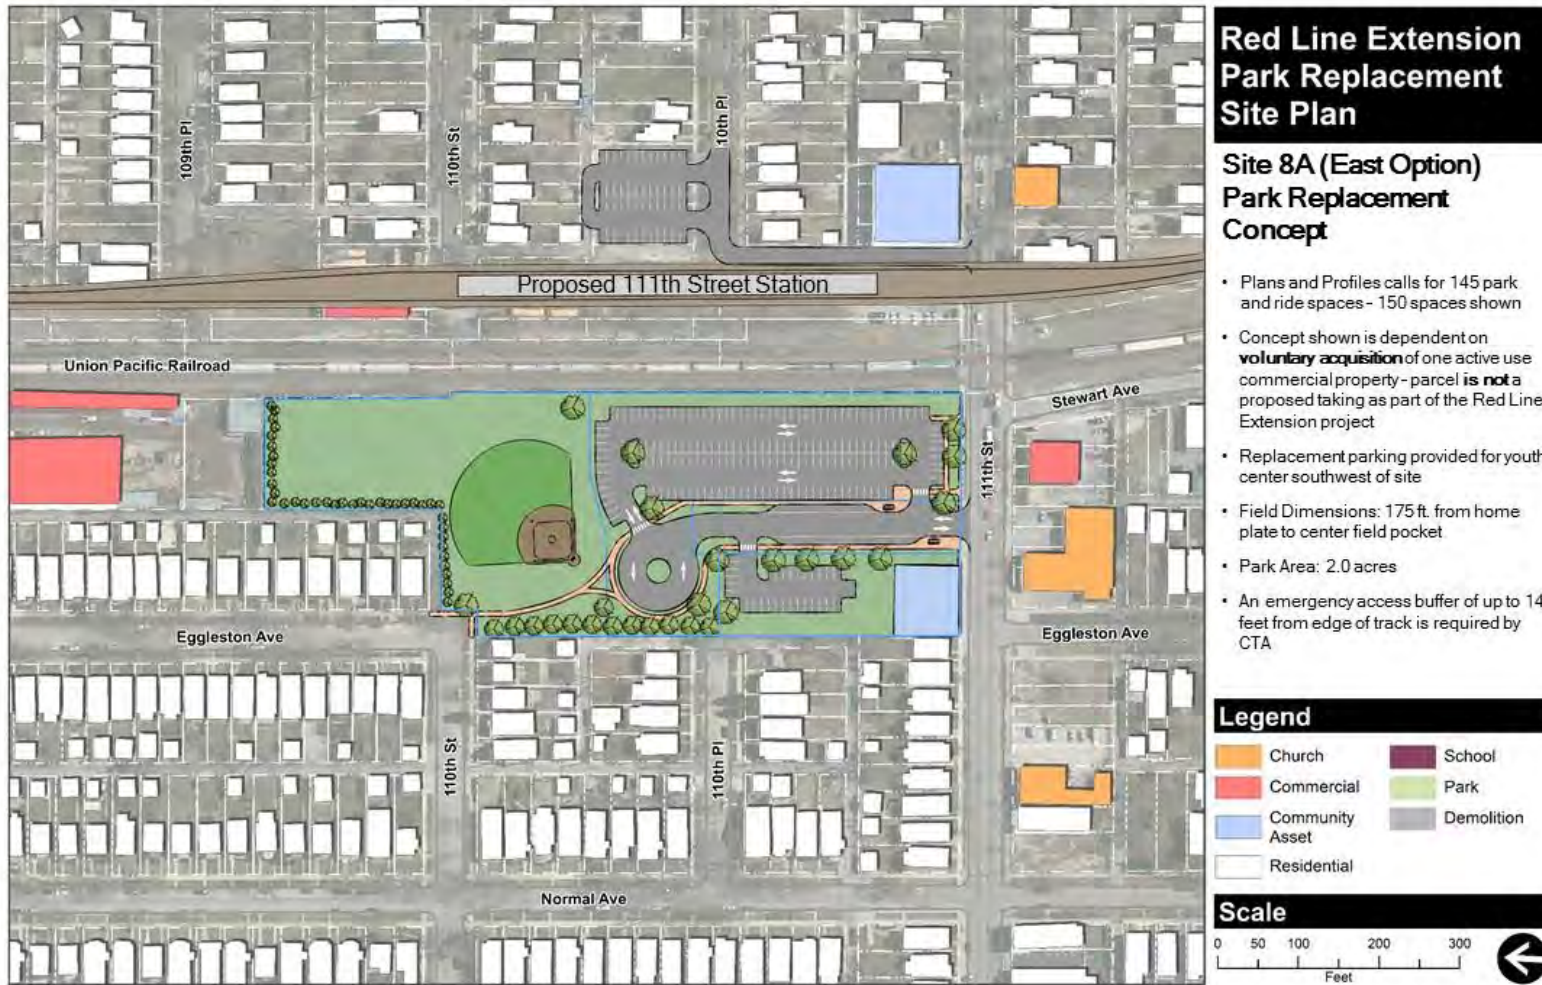 Red Line Extension
Park Replacement
Site Plan
Site 8A (East Option)
Park Replacement
Concept
• Plans and Profiles calls for 145 park
and ride spaces - 150 spaces shown
• Concept shown is dependent on
voluntary acquisition of one active use
commercial property - parcel is not a
proposed taking as part of the Red Line
Extension project
• Replacement parking provided for youth
center southwest of site
• Field Dimensions: 175 ft. from home
plate to center field pocket
• Park Area: 2.0 acres
• An emergency access buffer of up to 14
feet from edge of track is required by
CTA
Legend
Church
School
Commercial
Park
Community
Asset
Demolition
Residential
Scale
0 50 100 200 300
Feet
109th Pl
110th St
10th Pl
Proposed 111th Street Station
Union Pacific Railroad
Stewart Ave
111th St
Eggleston Ave
Eggleston Ave
110th St
110th Pl
Normal Ave